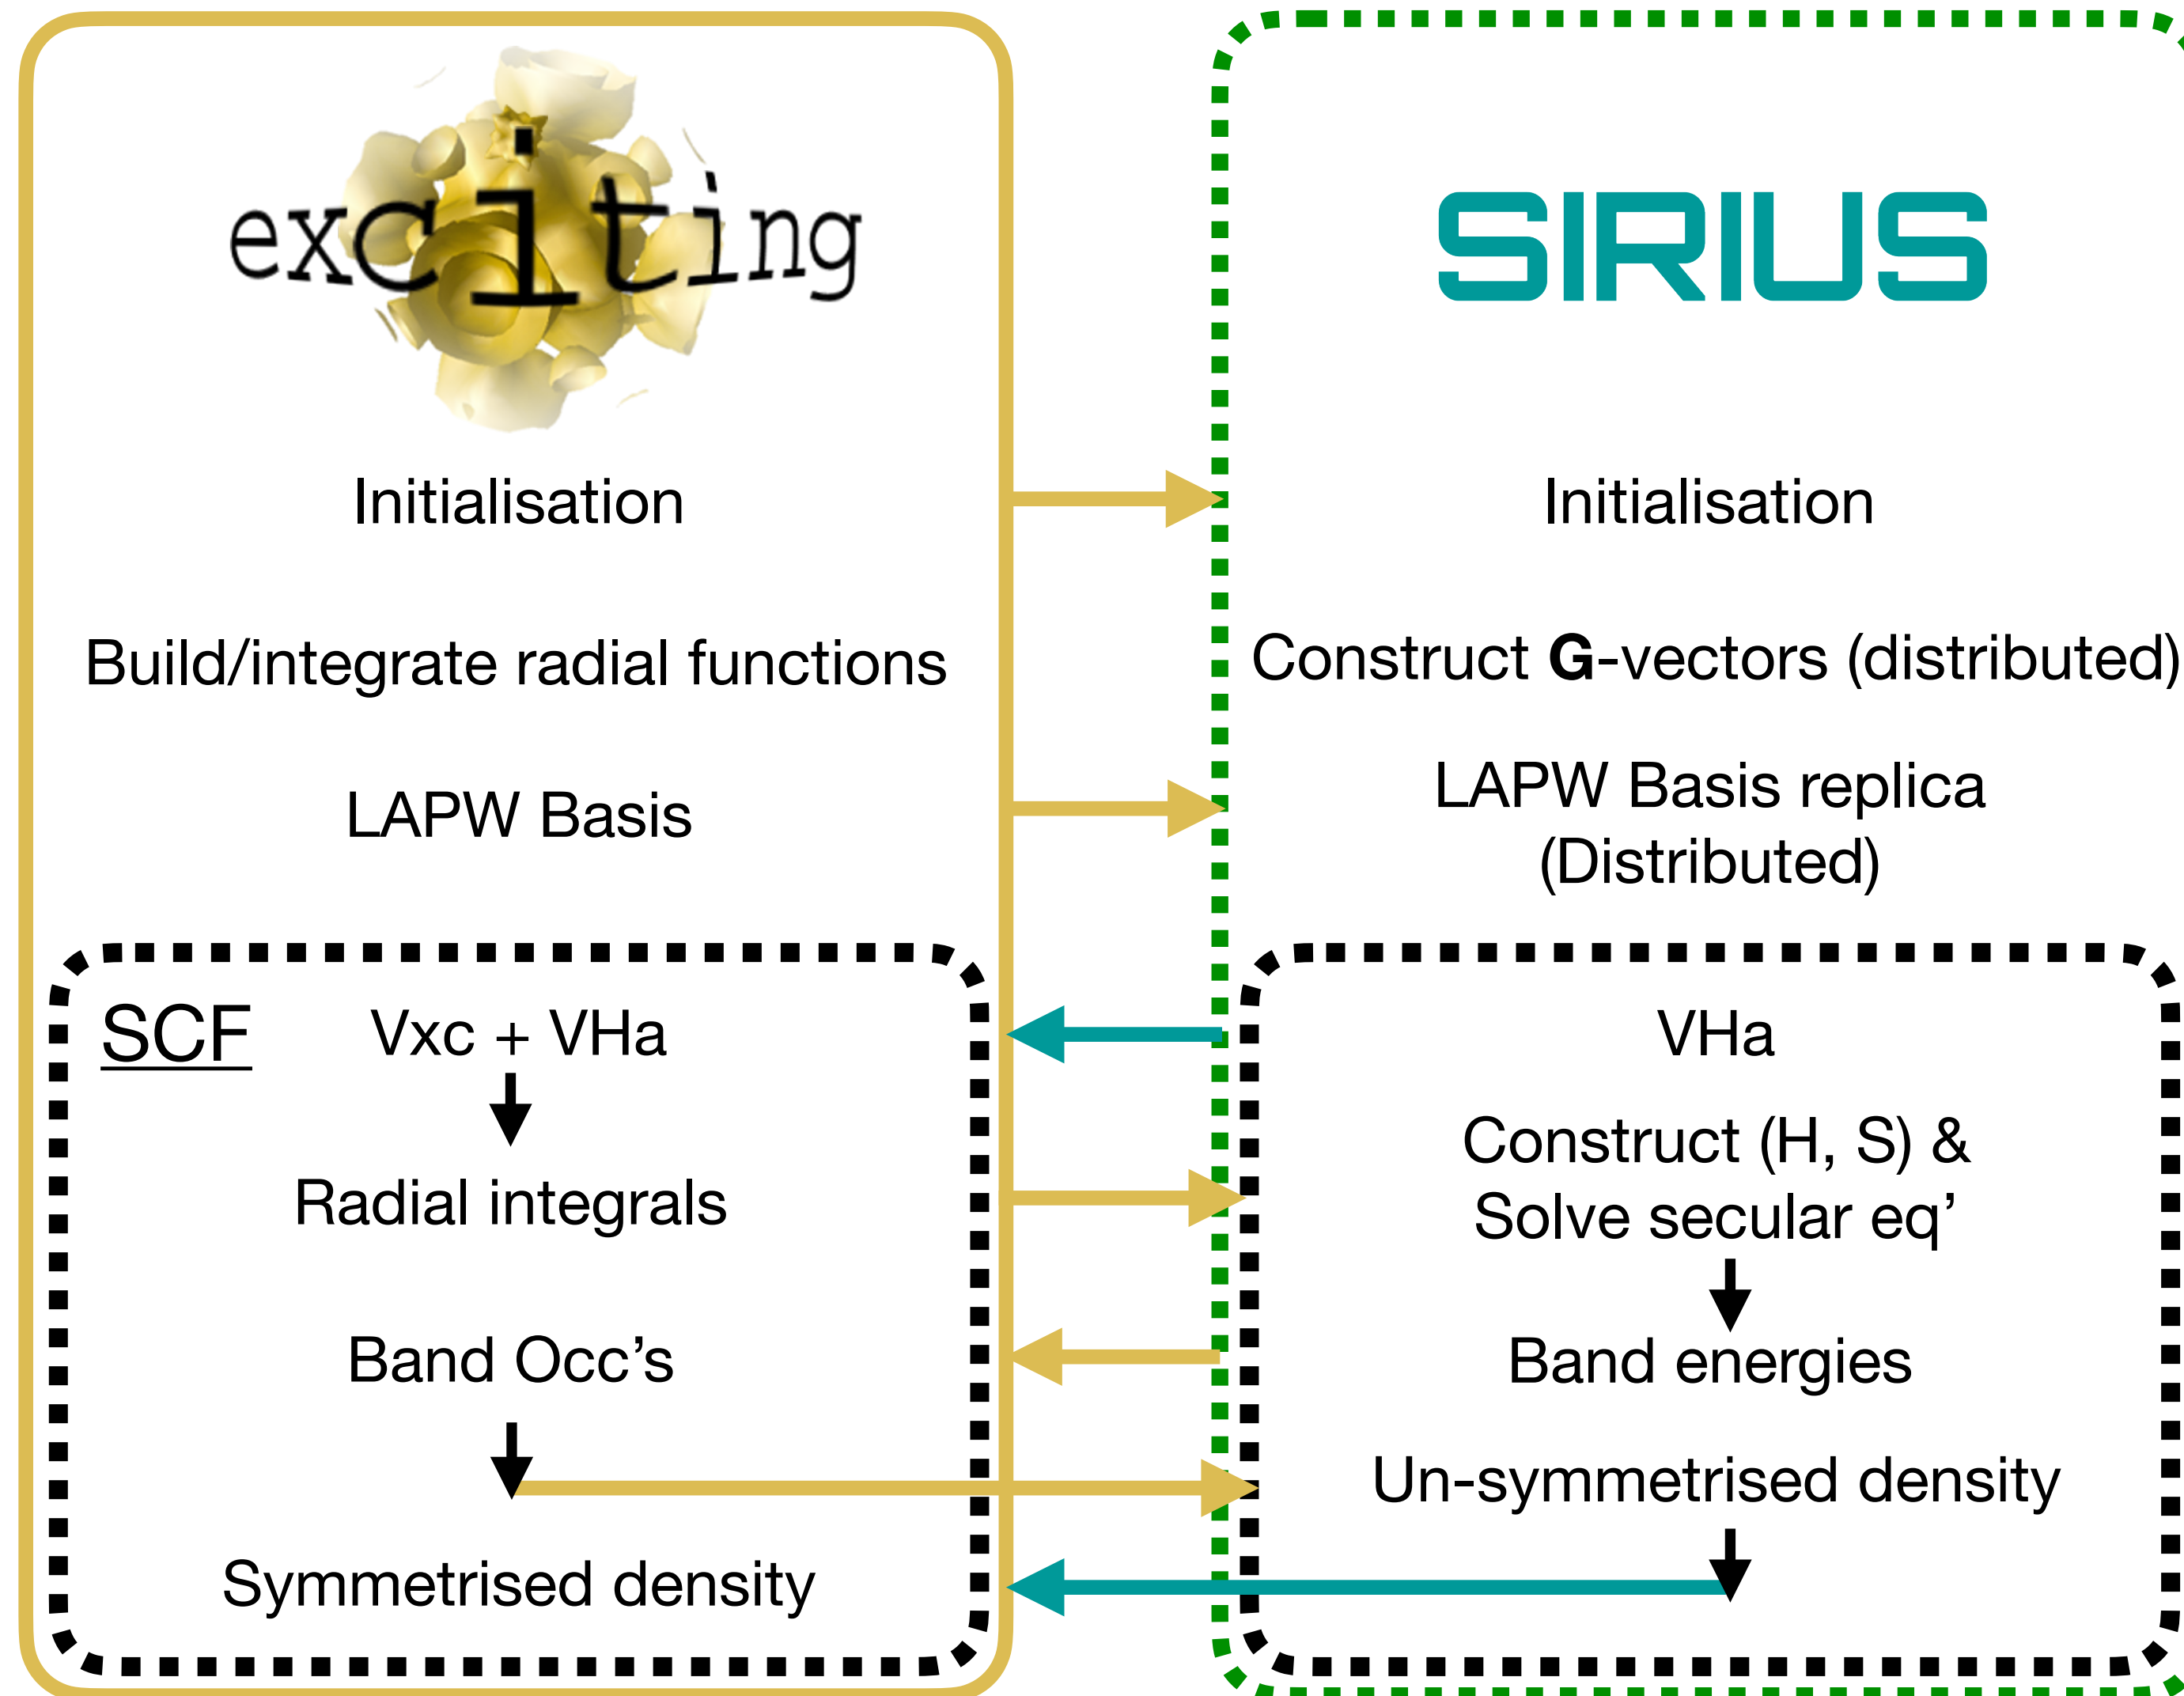 exciting
Initialisation
Build/integrate radial functions
LAPW Basis
SCF
Vxc + VHa
Radial integrals
Band Occ’s
Symmetrised density
SIRIUS
Initialisation
Construct G-vectors (distributed)
LAPW Basis replica
(Distributed)
VHa
Construct (H, S) &
Solve secular eq’
Band energies
Un-symmetrised density